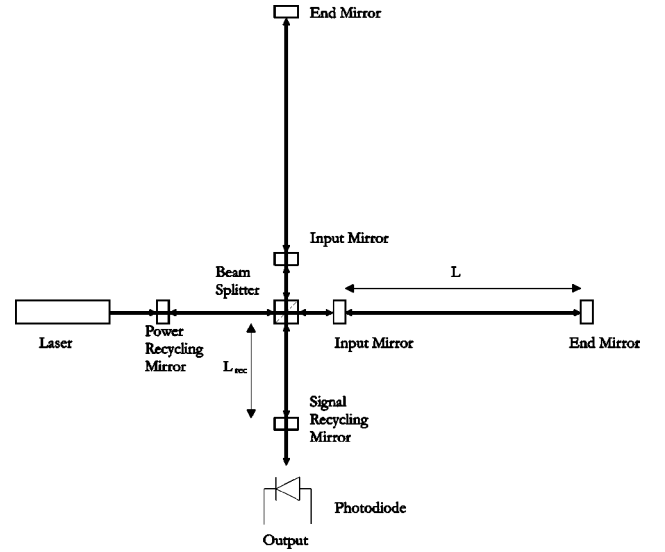 End Mirror
Input Mirror
Beam
Splitter
L
Laser
Power
Recycling
Mirror
Input Mirror
End Mirror
L rec
Signal
Recycling
Mirror
Photodiode
Output